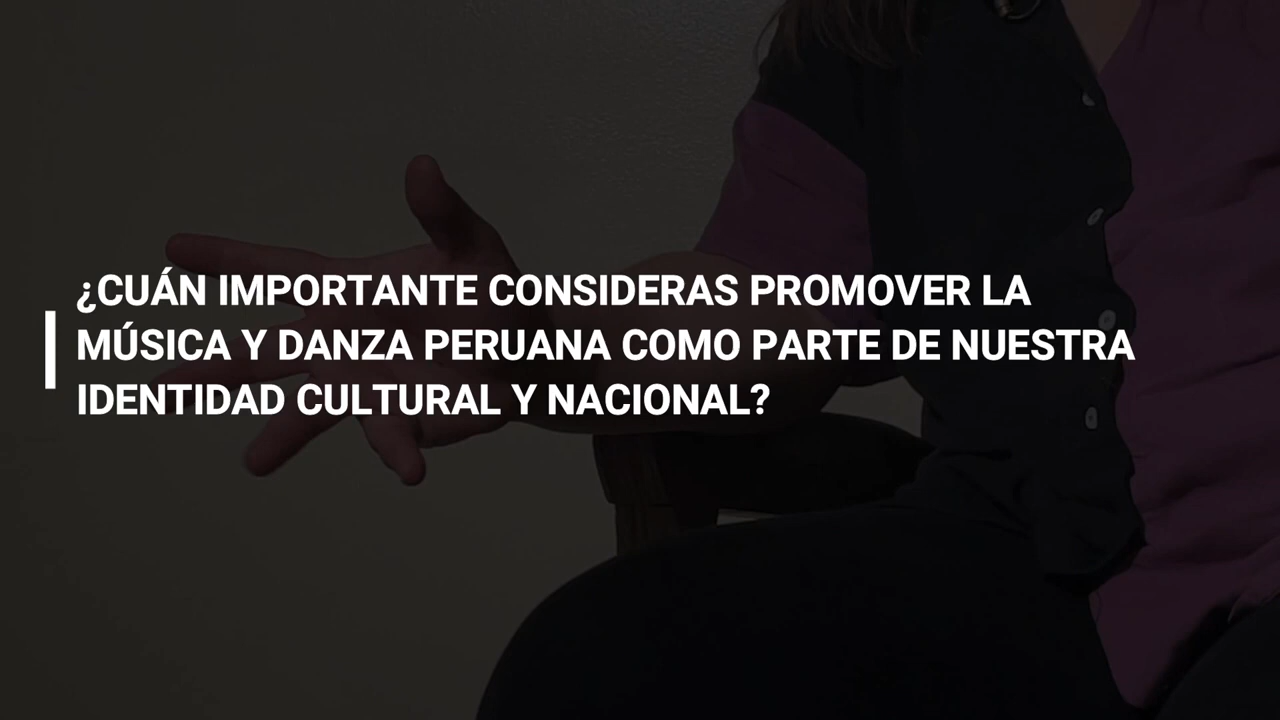 ¿CUÁN IMPORTANTE CONSIDERAS PROMOVER LA
MÚSICA Y DANZA PERUANA COMO PARTE DE NUESTRA
IDENTIDAD CULTURAL Y NACIONAL?